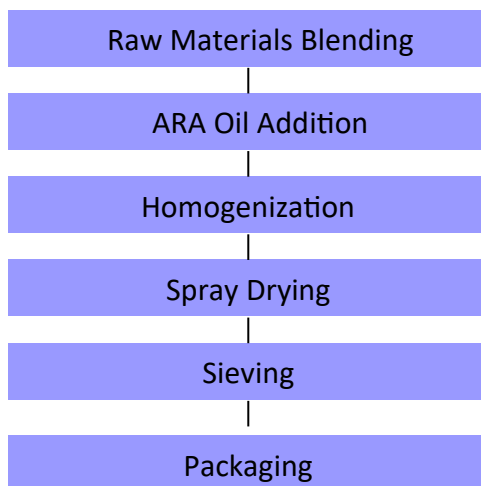 Raw Materials Blending
ARA Oil Addition
Homogenization
Spray Drying
Sieving
Packaging